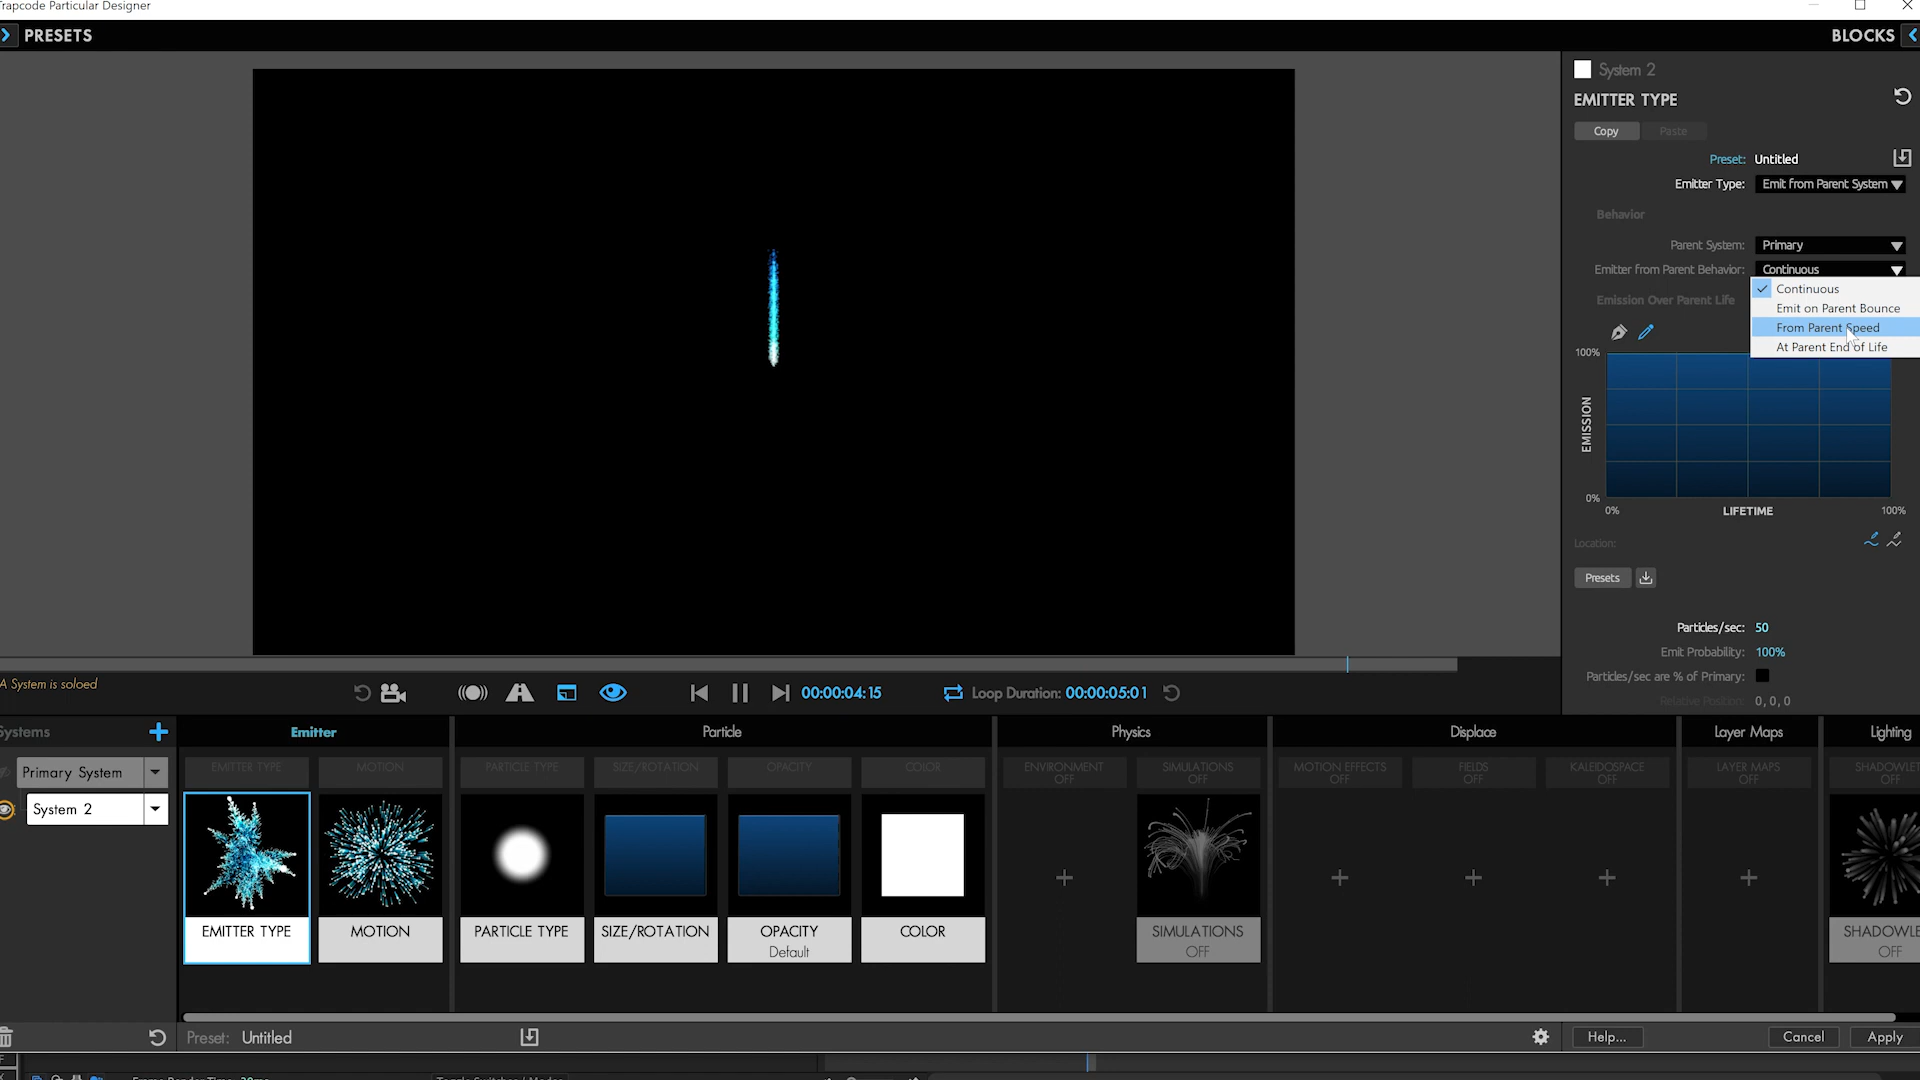 Trapcode Particular Designer
PRESETS
BLOCKS
System 2
EMITTER TYPE
Copy
Paste
Preset: Untitled
Emitter Type: Emit from Parent System
Behavior
Parent System: Primary
Emitter from Parent Behavior: Continuous
Continuous
Emission Over Parent Life
Emit on Parent Bounce
From Parent Speed
At Parent End of Life
100%
EMISSION
0%
0%
LIFETIME
100%
Location:
Presets
Particles/sec: 50
Emit Probability: 100%
Particles/sec are % of Primary:
Relative Position: 0, 0, 0
A System is soloed
00:00:04:15
Loop Duration: 00:00:05:01
Systems
Emitter
Particle
Physics
Displace
Layer Maps
Lighting
Primary System
System 2
EMITTER TYPE
MOTION
PARTICLE TYPE
SIZE/ROTATION
OPACITY
COLOR
ENVIRONMENT
OFF
SIMULATIONS
OFF
MOTION EFFECTS
OFF
FIELDS
OFF
KALEIDOSPACE
OFF
LAYER MAPS
OFF
SHADOWLET
OFF
EMITTER TYPE
MOTION
PARTICLE TYPE
SIZE/ROTATION
OPACITY
Default
COLOR
SIMULATIONS
OFF
SHADOWLE
OFF
Preset: Untitled
Help...
Cancel
Apply